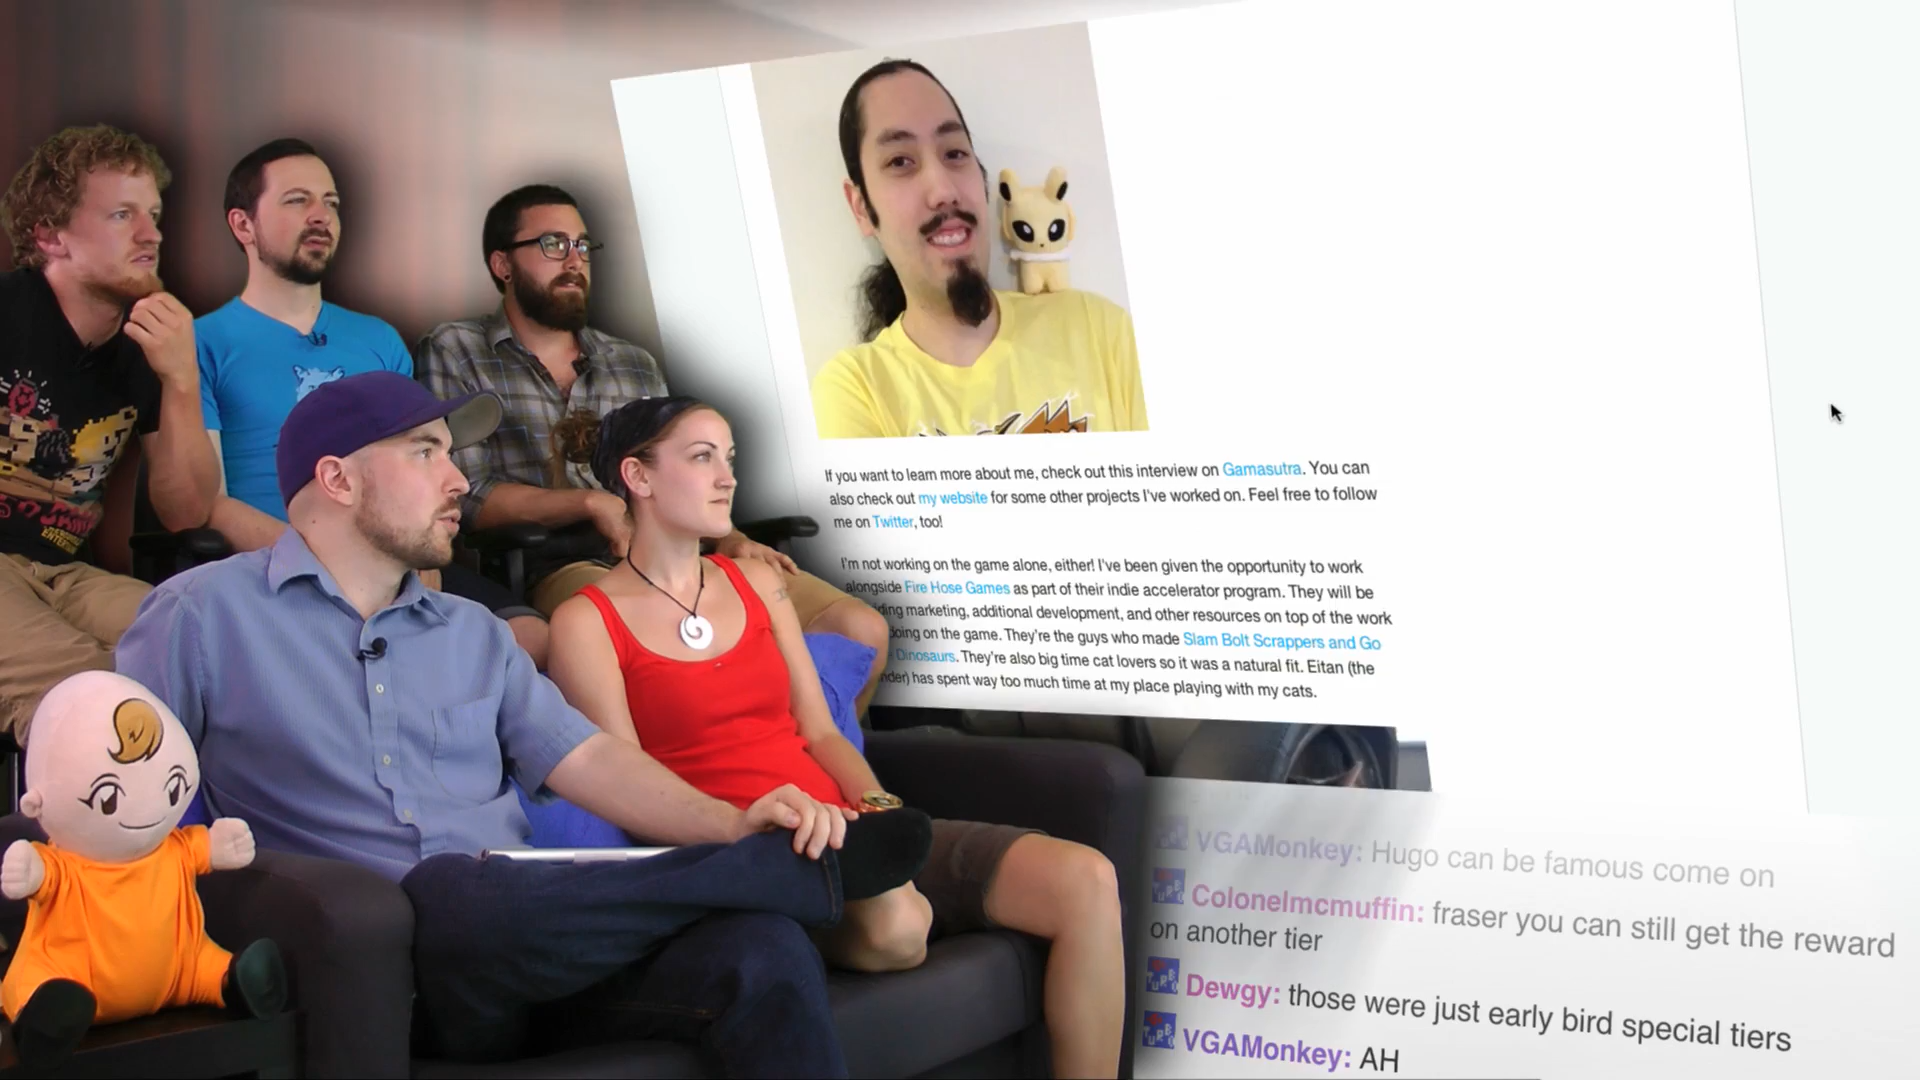 If you want to learn more about me, check out this interview on Gamasutra. You can
also check out my website for some other projects I've worked on. Feel free to follow
me on Twitter, too!
I'm not working on the game alone, either! I've been given the opportunity to work
alongside Fire Hose Games as part of their indie accelerator program. They will be
marketing, additional development, and other resources on top of the work
doing on the game. They're the guys who made Slam Bolt Scrappers and Go
Dinosaurs. They're also big time cat lovers so it was a natural fit. Eitan (the
has spent way too much time at my place playing with my cats.
VGAMonkey: Hugo can be famous come on
Colonelmcmuffin: fraser you can still get the reward
on another tier
Dewgy: those were just early bird special tiers
VGAMonkey: AH